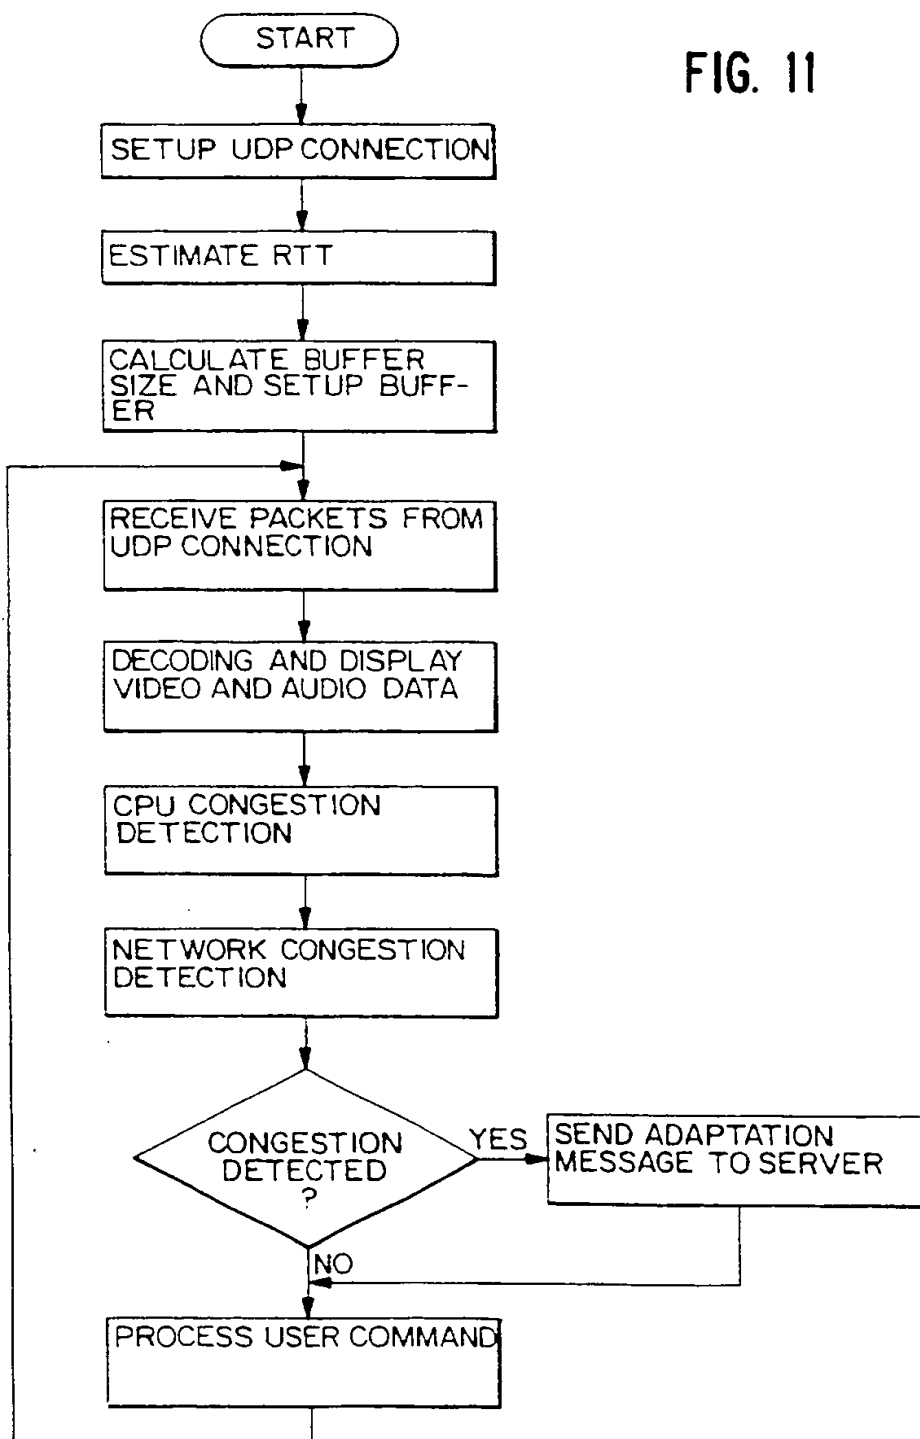 START
FIG. 11
SETUP UDP CONNECTION
ESTIMATE RTT
CALCULATE BUFFER
SIZE AND SETUP BUFF-
ER
RECEIVE PACKETS FROM
UDP CONNECTION
DECODING AND DISPLAY
VIDEO AND AUDIO DATA
CPU CONGESTION
DETECTION
NETWORK CONGESTION
DETECTION
CONGESTION
DETECTED
?
YES
SEND ADAPTATION
MESSAGE TO SERVER
NO
PROCESS USER COMMAND